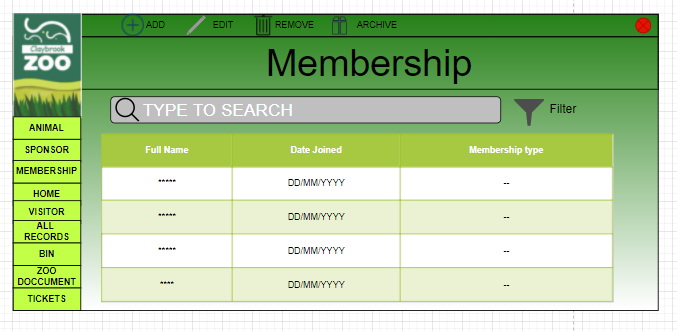 ADD EDIT REMOVE ARCHIVE
Claybrook
ZOO
Membership
TYPE TO SEARCH
Filter
ANIMAL
SPONSOR
MEMBERSHIP
HOME
VISITOR
ALL
RECORDS
BIN
ZOO
DOCCUMENT
TICKETS
Full Name Date Joined Membership type
***** DD/MM/YYYY --
***** DD/MM/YYYY --
***** DD/MM/YYYY --
**** DD/MM/YYYY --